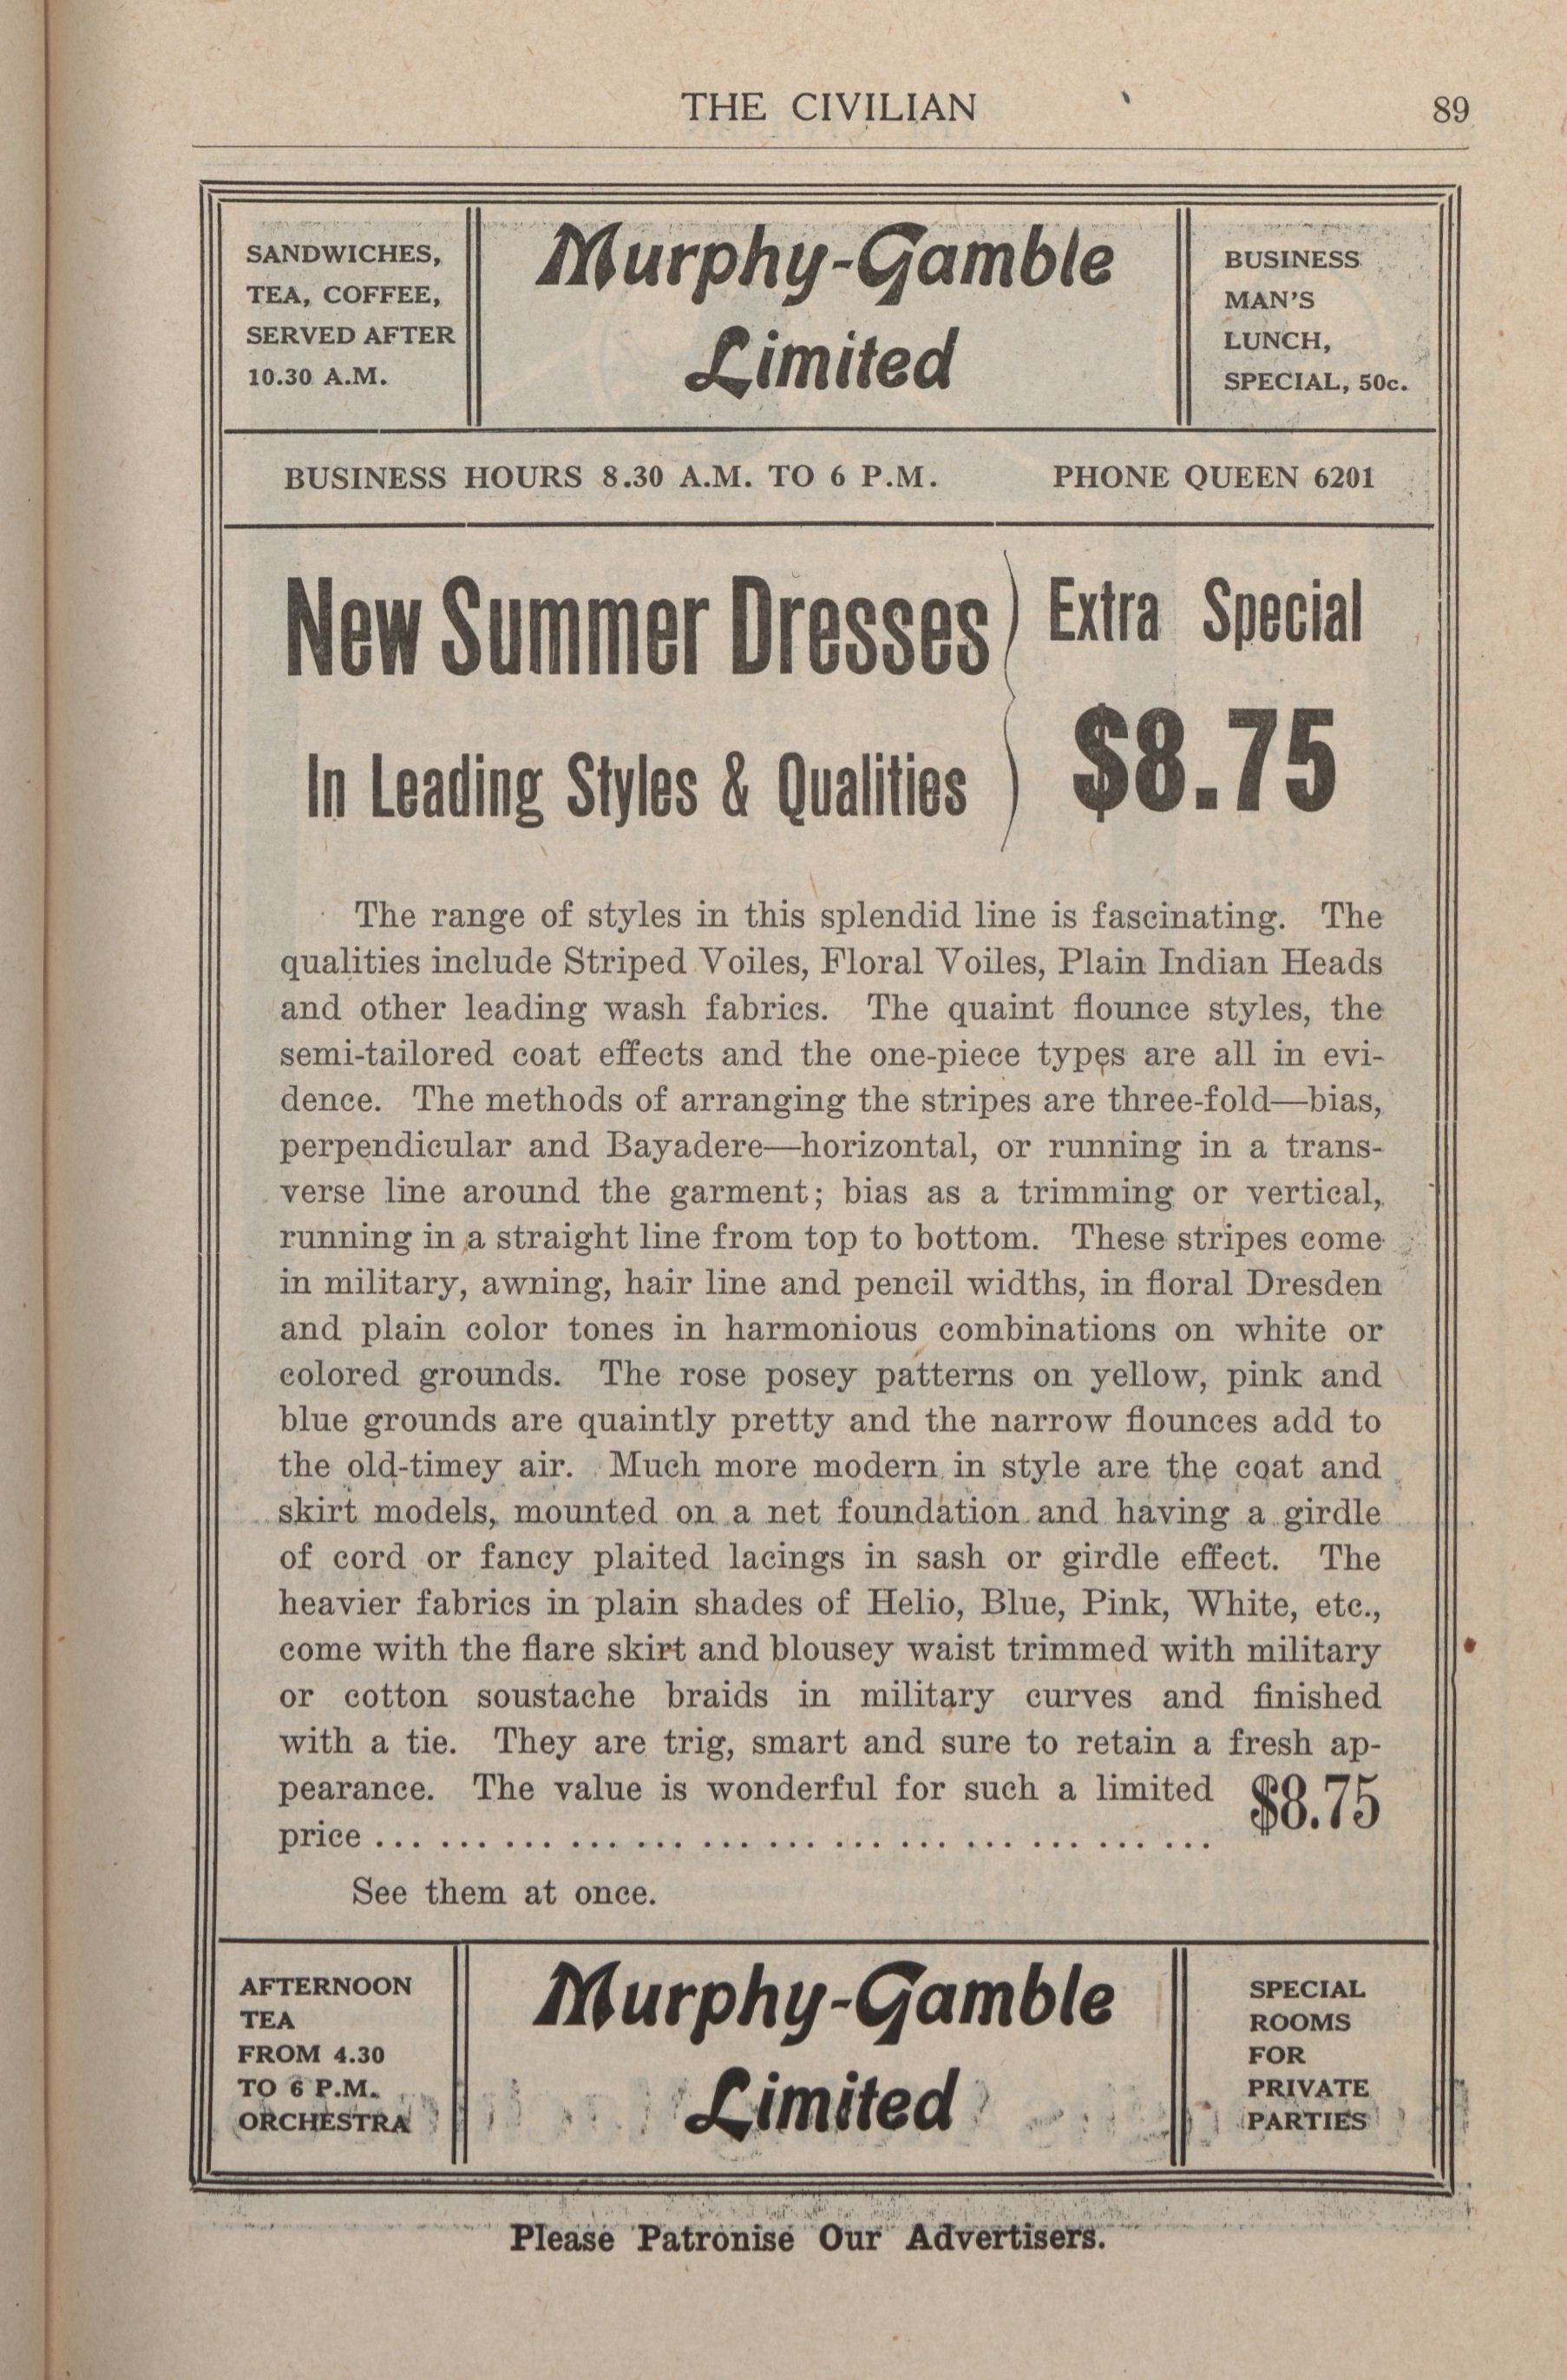 THE CIVILIAN
89
SANDWICHES,
TEA, COFFEE,
SERVED AFTER
10.30 A.M.
Murphy-Gamble
Limited
BUSINESS
MAN'S
LUNCH,
SPECIAL, 50c.
BUSINESS HOURS 8.30 A.M. TO 6 P.M.
PHONE QUEEN 6201
New Summer Dresses
In Leading Styles & Qualities
Extra Special
$8.75
The range of styles in this splendid line is fascinating. The
qualities include Striped Voiles, Floral Voiles, Plain Indian Heads
and other leading wash fabrics. The quaint flounce styles, the
semi-tailored coat effects and the one-piece types are all in evi-
dence. The methods of arranging the stripes are three-fold—bias,
perpendicular and Bayadere—horizontal, or running in a trans-
verse line around the garment; bias as a trimming or vertical,
running in a straight line from top to bottom. These stripes come
in military, awning, hair line and pencil widths, in floral Dresden
and plain color tones in harmonious combinations on white or
colored grounds. The rose posey patterns on yellow, pink and
blue grounds are quaintly pretty and the narrow flounces add to
the old-timey air. Much more modern in style are the coat and
skirt models, mounted on a net foundation and having a girdle
of cord or fancy plaited lacings in sash or girdle effect. The
heavier fabrics in plain shades of Helio, Blue, Pink, White, etc.,
come with the flare skirt and blousey waist trimmed with military
or cotton soustache braids in military curves and finished
with a tie. They are trig, smart and sure to retain a fresh ap-
pearance. The value is wonderful for such a limited
price ...................................... $8.75
See them at once.
AFTERNOON
TEA
FROM 4.30
TO 6 P.M.
ORCHESTRA
Murphy-Gamble
Limited
SPECIAL
ROOMS
FOR
PRIVATE
PARTIES
Please Patronise Our Advertisers.